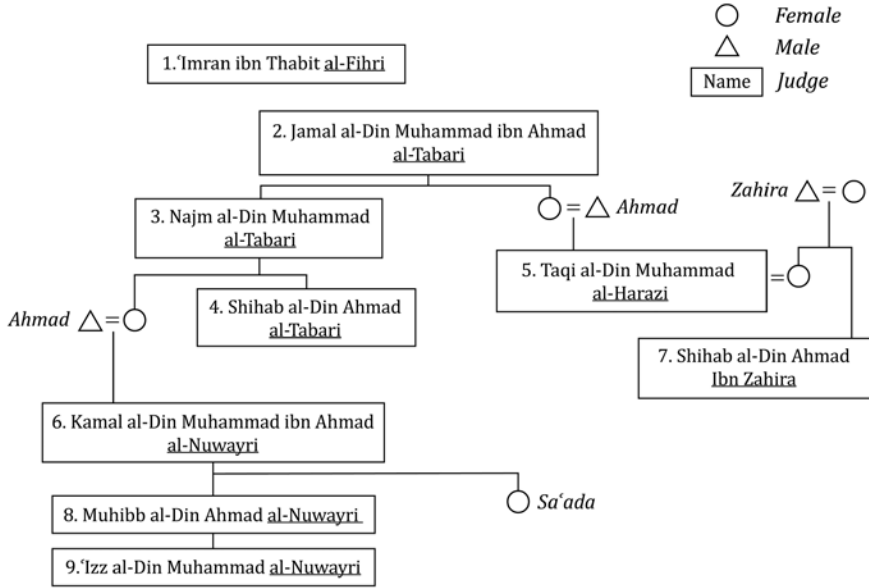 Female
Male
Name Judge
1.ʿImran ibn Thabit al-Fihri
2. Jamal al-Din Muhammad ibn Ahmad
al-Tabari
Zahira =
3. Najm al-Din Muhammad
al-Tabari
= Ahmad
5. Taqi al-Din Muhammad
al-Harazi
=
4. Shihab al-Din Ahmad
al-Tabari
Ahmad =
7. Shihab al-Din Ahmad
Ibn Zahira
6. Kamal al-Din Muhammad ibn Ahmad
al-Nuwayri
Saʿada
8. Muhibb al-Din Ahmad al-Nuwayri
9.ʿIzz al-Din Muhammad al-Nuwayri